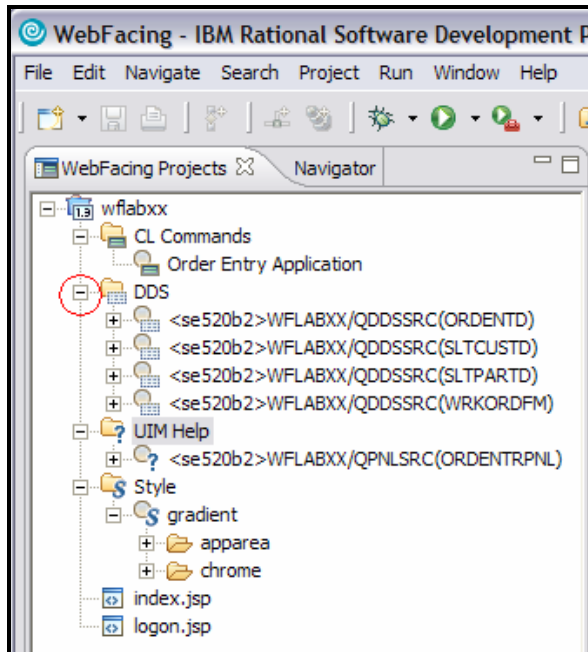 WebFacing - IBM Rational Software Development P
File Edit Navigate Search Project Run Window Help
WebFacing Projects Navigator
1.3 wflabxx
CL Commands
Order Entry Application
DDS
<se520b2>WFLABXX/QDDSSRC(ORDENTD)
<se520b2>WFLABXX/QDDSSRC(SLTCUSTD)
<se520b2>WFLABXX/QDDSSRC(SLTPARTD)
<se520b2>WFLABXX/QDDSSRC(WRKORDFM)
UIM Help
<se520b2>WFLABXX/QPNLSRC(ORDENTRPNL)
Style
gradient
apparea
chrome
index.jsp
logon.jsp